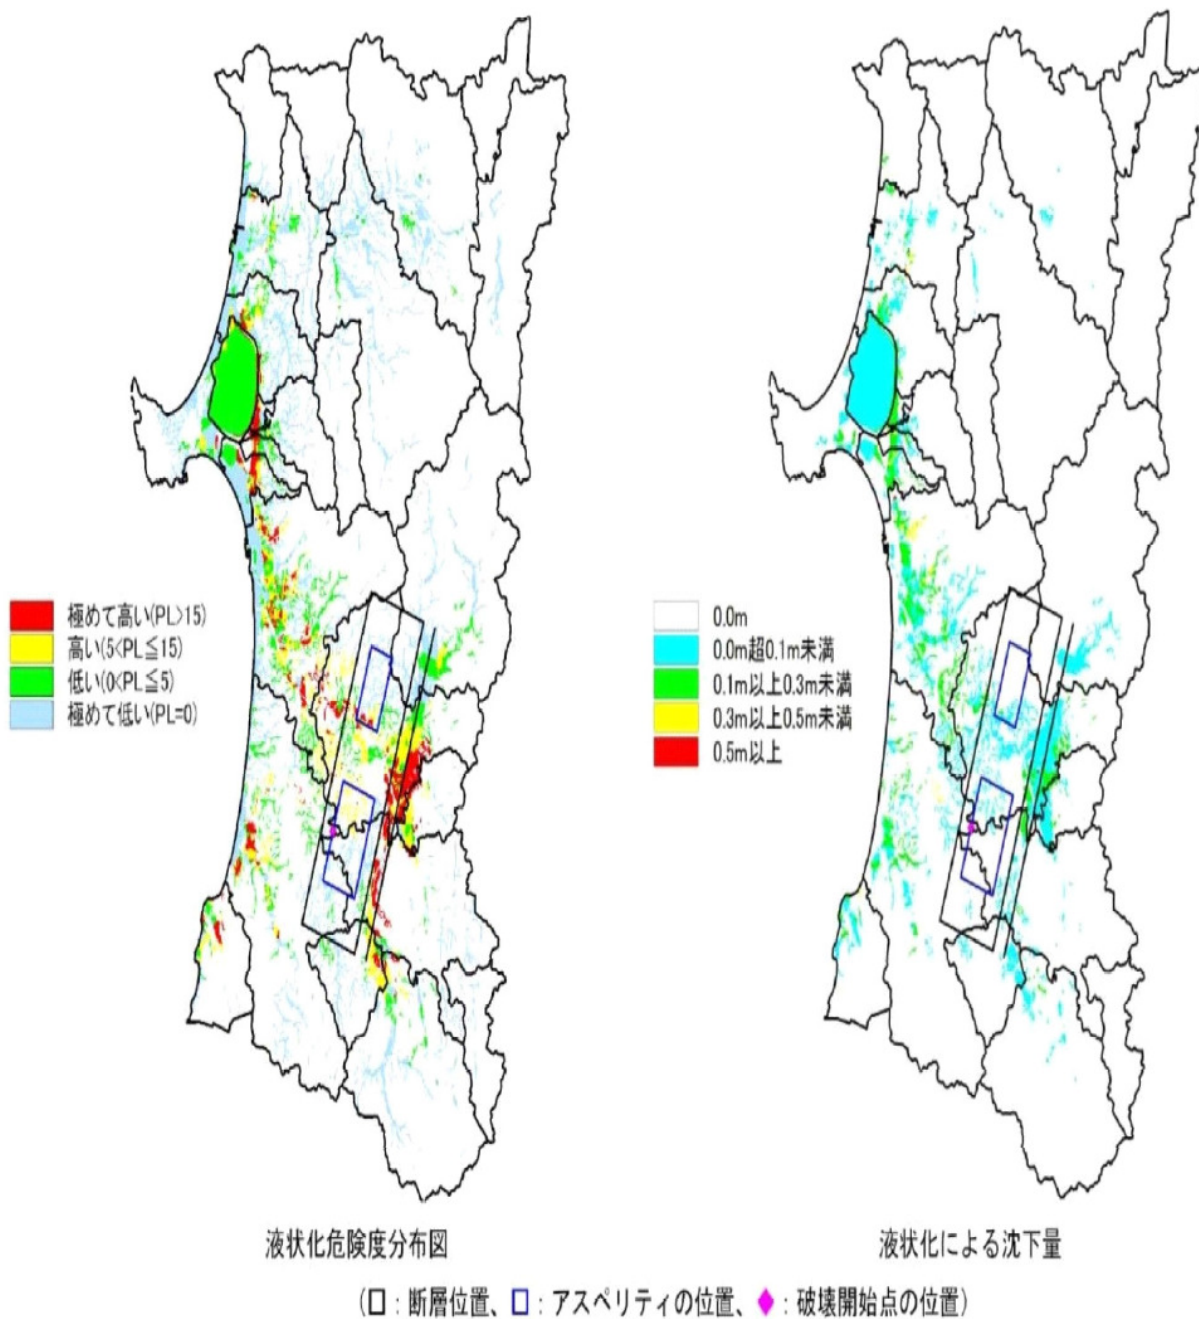 極めて高い(PL>15)
高い(5<PL≦15)
低い(0<PL≦5)
極めて低い(PL=0)
0.0m
0.0m超0.1m未満
0.1m以上0.3m未満
0.3m以上0.5m未満
0.5m以上
液状化危険度分布図
液状化による沈下量
(□：断層位置、□：アスペリティの位置、◆：破壊開始点の位置)